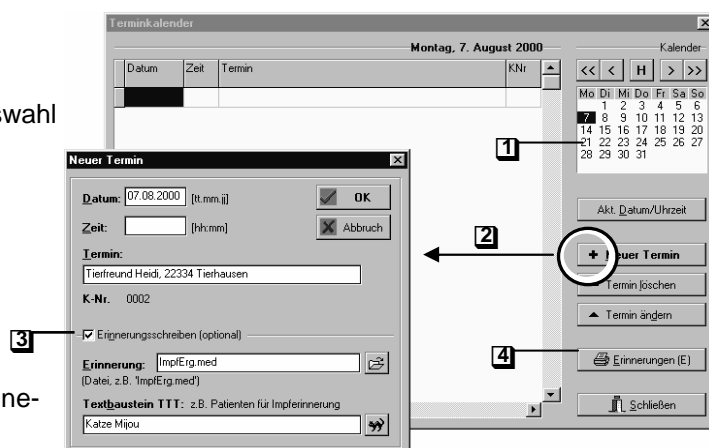 Terminkalender
Montag, 7. August 2000
Kalender
Datum Zeit Termin KNr
<< < H > >>
Mo Di Mi Do Fr Sa So
1 2 3 4 5 6
7 8 9 10 11 12 13
14 15 16 17 18 19 20
21 22 23 24 25 26 27
28 29 30 31
swahl
1
Akt. Datum/Uhrzeit
2
Neuer Termin
Termin löschen
Termin ändern
4
Erinnerungen (E)
Schließen
Neuer Termin
Datum: 07.08.2000 [tt.mm.jj] OK
Zeit: [hh:mm] Abbruch
Termin:
Tierfreund Heidi, 22334 Tierhausen
K-Nr. 0002
3
Erinnerungsschreiben (optional)
Erinnerung: ImpfErg.med
(Datei, z.B. 'ImpfErg.med')
Textbaustein TTT: z.B. Patienten für Impferinnerung
Katze Mijou
ne-